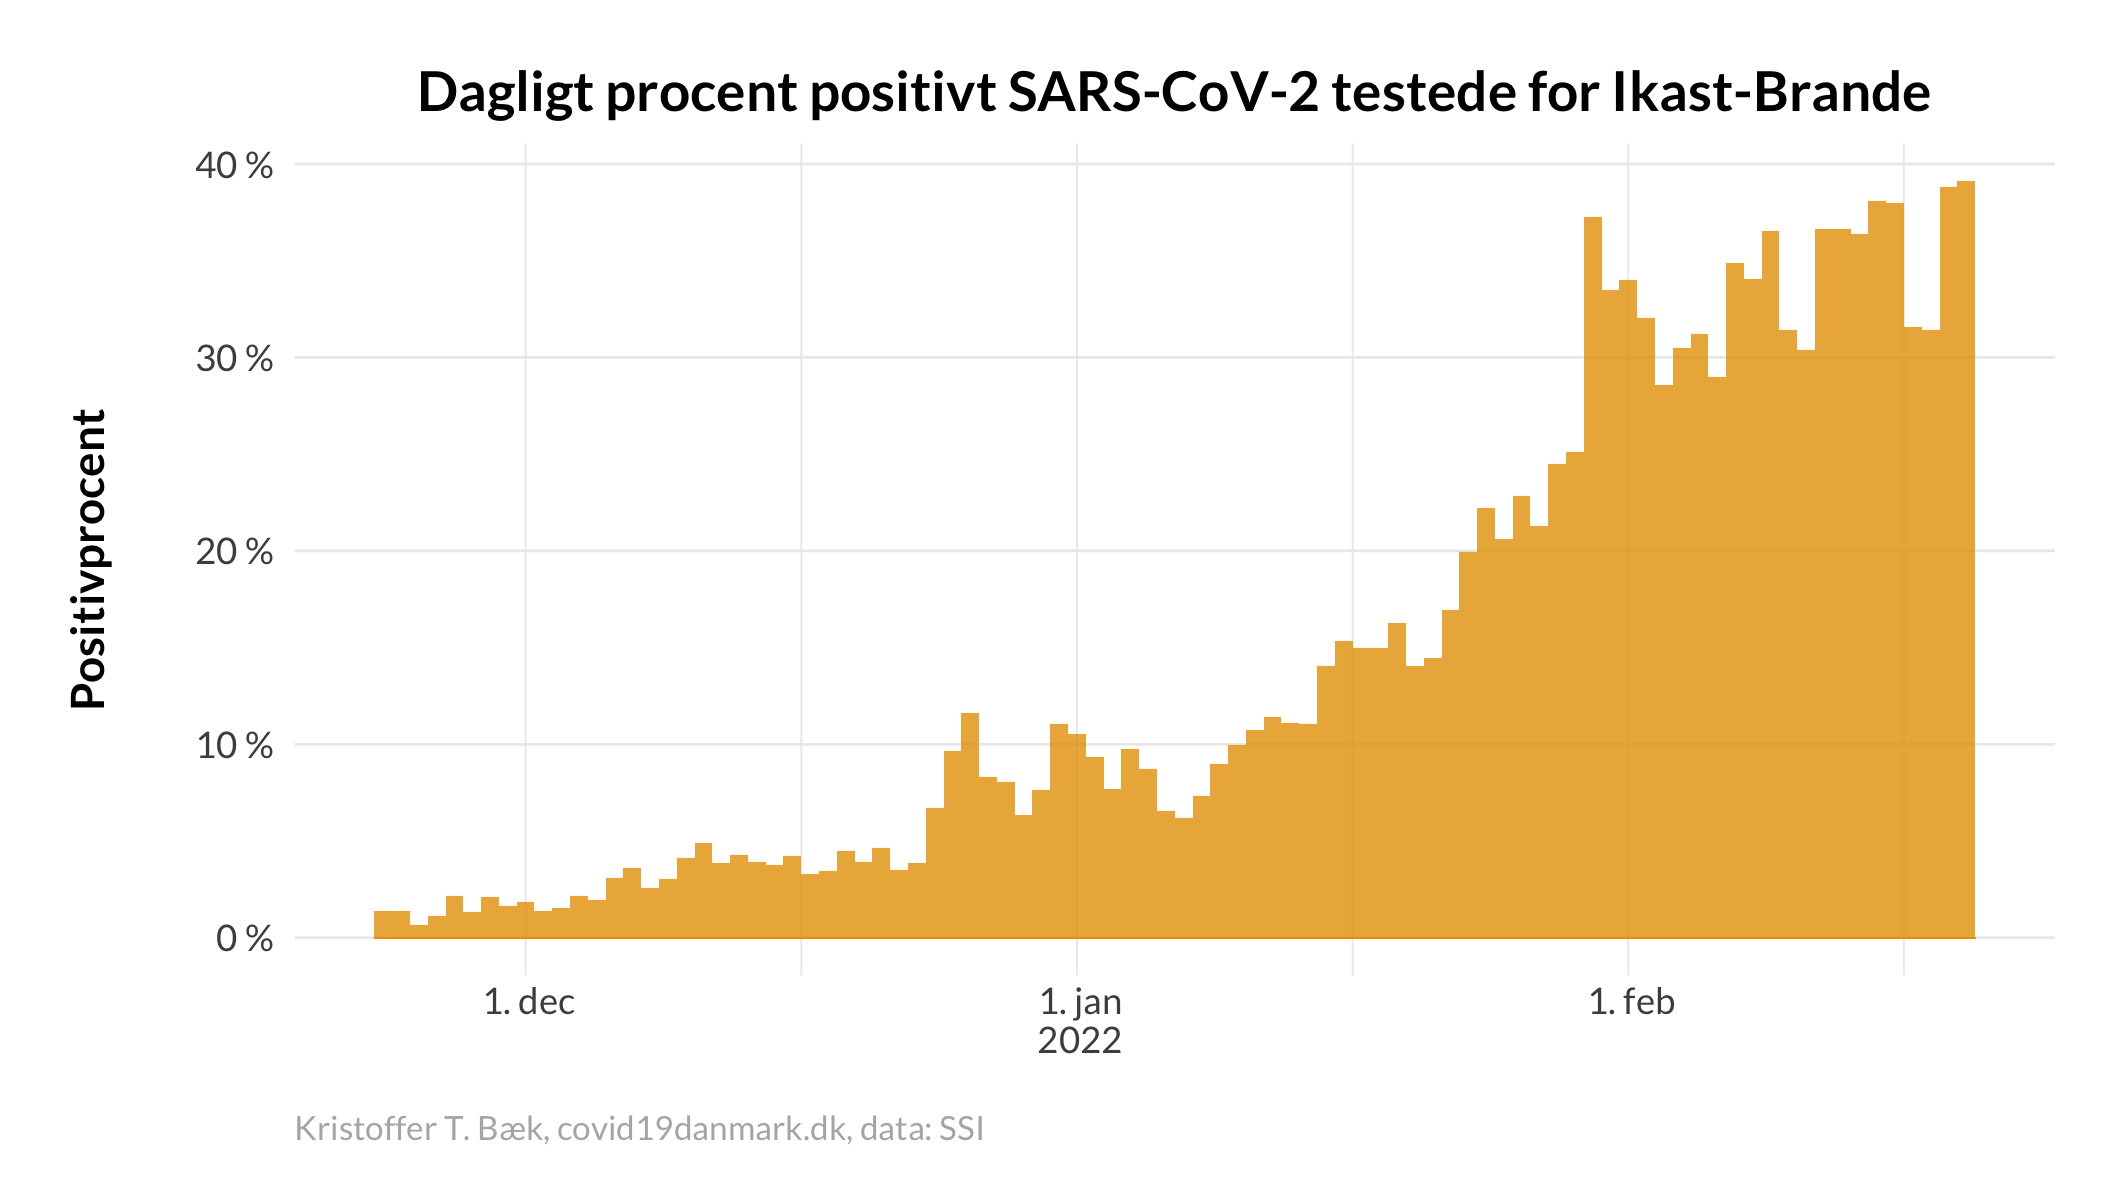 Dagligt procent positivt SARS-CoV-2 testede for Ikast-Brande
Positivprocent
40 %
30 %
20 %
10 %
0 %
1. dec
1. jan
2022
1. feb
Kristoffer T. Bæk, covid19danmark.dk, data: SSI